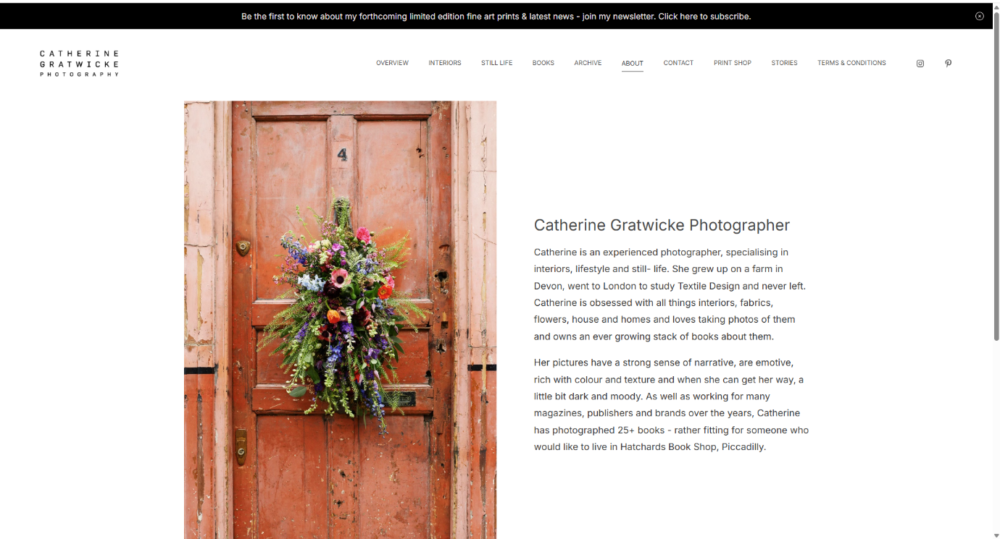 Be the first to know about my forthcoming limited edition fine art prints & latest news - join my newsletter. Click here to subscribe.
CATHERINE
GRATWICKE
PHOTOGRAPHY
OVERVIEW
INTERIORS
STILL LIFE
BOOKS
ARCHIVE
ABOUT
CONTACT
PRINT SHOP
STORIES
TERMS & CONDITIONS
4
Catherine Gratwicke Photographer
Catherine is an experienced photographer, specialising in
interiors, lifestyle and still- life. She grew up on a farm in
Devon, went to London to study Textile Design and never left.
Catherine is obsessed with all things interiors, fabrics,
flowers, house and homes and loves taking photos of them
and owns an ever growing stack of books about them.
Her pictures have a strong sense of narrative, are emotive,
rich with colour and texture and when she can get her way, a
little bit dark and moody. As well as working for many
magazines, publishers and brands over the years, Catherine
has photographed 25+ books - rather fitting for someone who
would like to live in Hatchards Book Shop, Piccadilly.